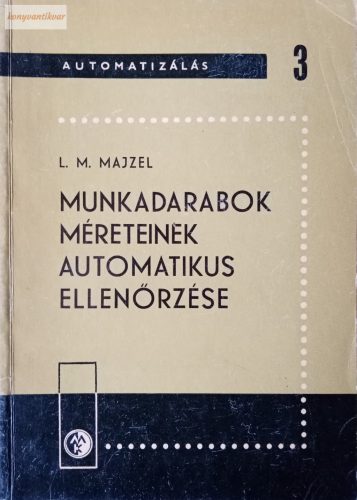 konyvantikvar
AUTOMATIZÁLÁS 3
L. M. MAJZEL
MUNKADARABOK
MÉRETEINEK
AUTOMATIKUS
ELLENŐRZÉSE